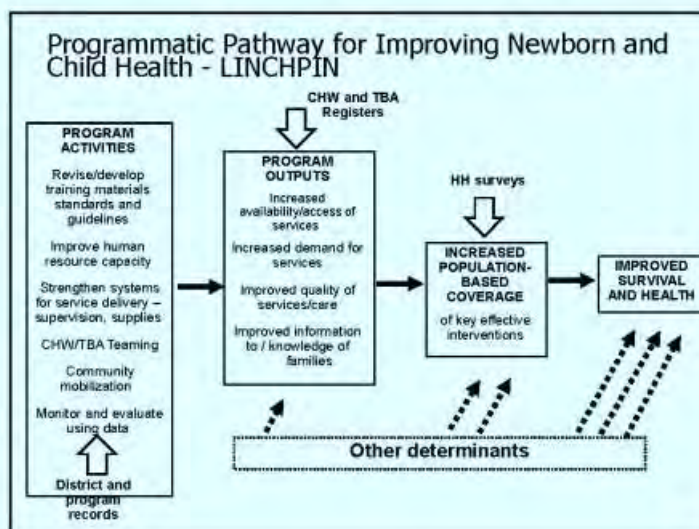 Programmatic Pathway for Improving Newborn and
Child Health - LINCHPIN
CHW and TBA
Registers
PROGRAM
ACTIVITIES
Revise/develop
training materials
standards and
guidelines
Improve human
resource capacity
Strengthen systems
for service delivery –
supervision, supplies
CHW/TBA Teaming
Community
mobilization
Monitor and evaluate
using data
District and
program
records
PROGRAM
OUTPUTS
Increased
availability/access of
services
Increased demand for
services
Improved quality of
services/care
Improved information
to / knowledge of
families
HH surveys
INCREASED
POPULATION-
BASED
COVERAGE
of key effective
interventions
IMPROVED
SURVIVAL
AND HEALTH
Other determinants